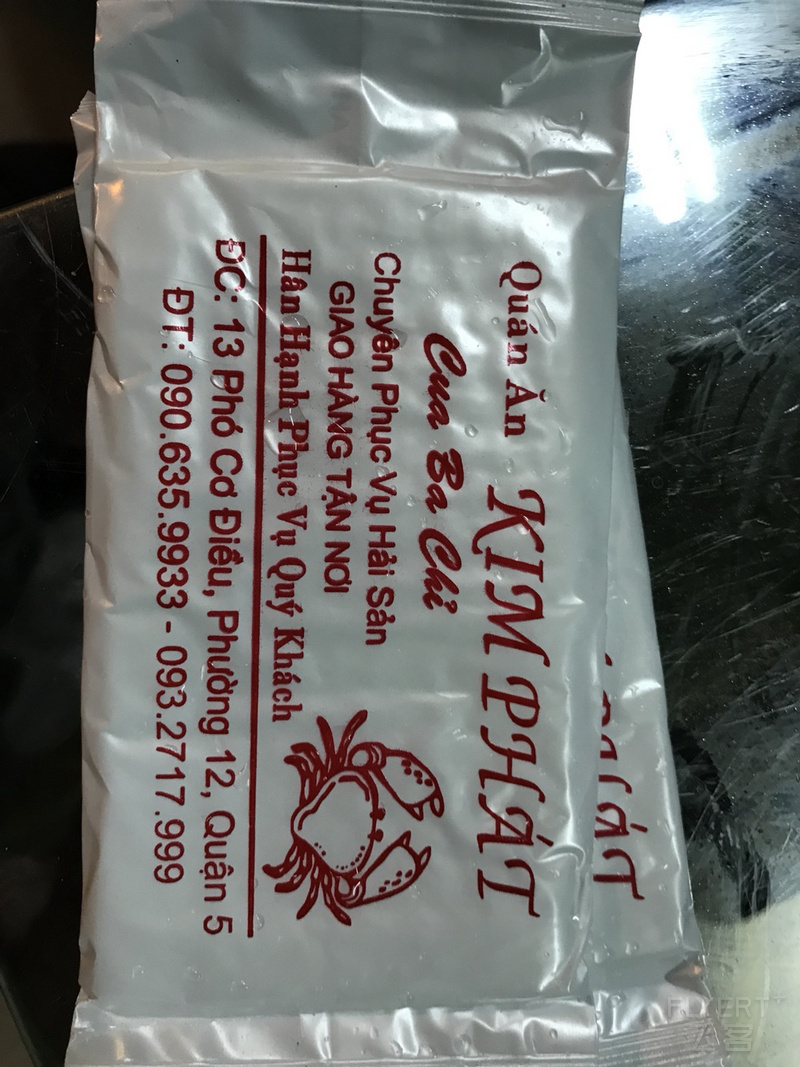 Quán Ăn
KIM PHÁT
Cua Ba Chỉ
Chuyên Phục Vụ Hải Sản
GIAO HÀNG TẬN NƠI
Hân Hạnh Phục Vụ Quý Khách
ĐC: 13 Phó Cơ Điều, Phường 12, Quận 5
ĐT: 090.635.9933 - 093.2717.999
HÁT
FLYERT